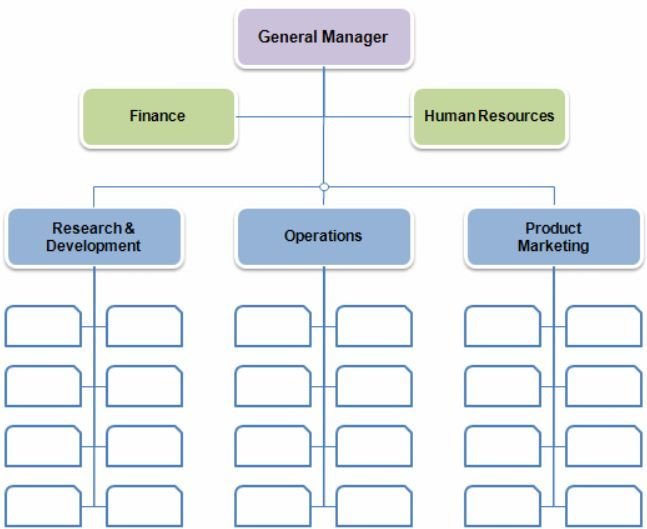 General Manager
Finance
Human Resources
Research &
Development
Operations
Product
Marketing